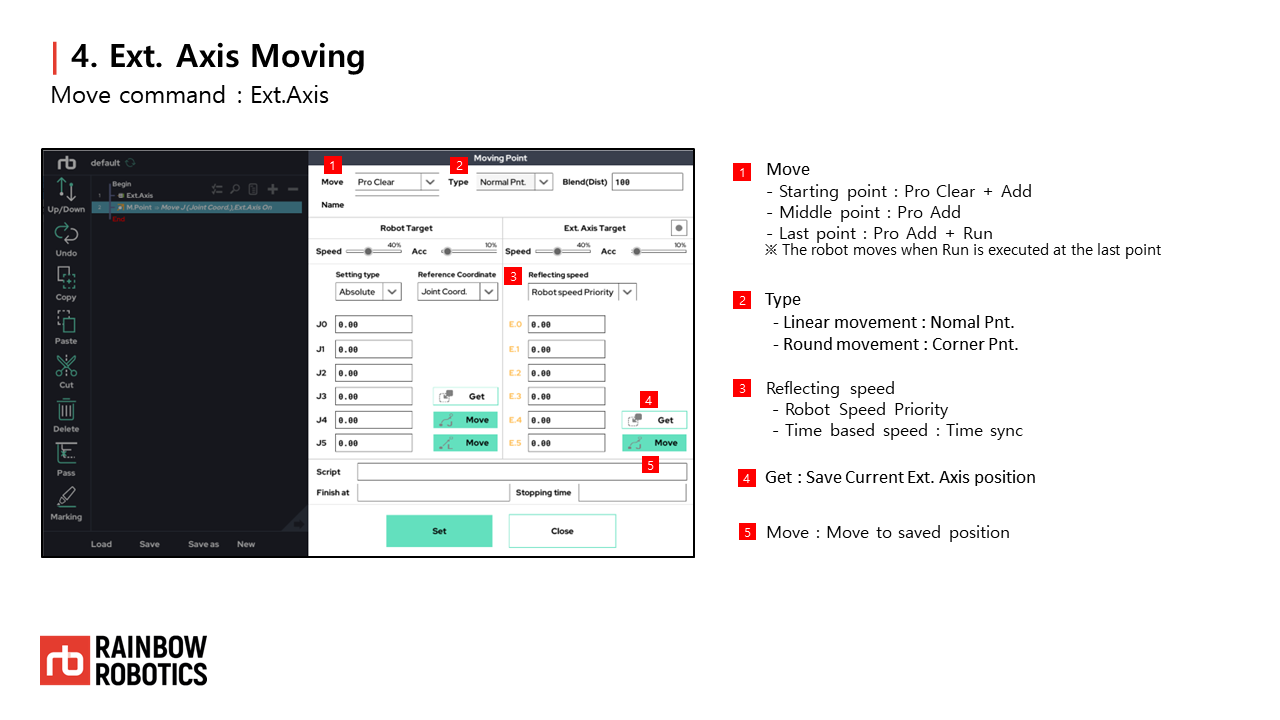 4. Ext. Axis Moving
Move command : Ext.Axis
default
Begin
1 Ext.Axis
2 M.Point :: Move J (Joint Coord.),Ext.Axis On
End
Up/Down
Undo
Copy
Paste
Cut
Delete
Pass
Marking
Load Save Save as New
Moving Point
1 2
Move Pro Clear Type Normal Pnt. Blend(Dist) 100
Name
Robot Target Ext. Axis Target
Speed 40% Acc 10% Speed 40% Acc 10%
Setting type Reference Coordinate 3 Reflecting speed
Absolute Joint Coord. Robot speed Priority
J0 0.00 E.0 0.00
J1 0.00 E.1 0.00
J2 0.00 E.2 0.00
J3 0.00 Get E.3 0.00 4
J4 0.00 Move E.4 0.00 Get
J5 0.00 Move E.5 0.00 Move
Script 5
Finish at Stopping time
Set Close
1 Move
- Starting point : Pro Clear + Add
- Middle point : Pro Add
- Last point : Pro Add + Run
※ The robot moves when Run is executed at the last point
2 Type
- Linear movement : Nomal Pnt.
- Round movement : Corner Pnt.
3 Reflecting speed
- Robot Speed Priority
- Time based speed : Time sync
4 Get : Save Current Ext. Axis position
5 Move : Move to saved position
RAINBOW
ROBOTICS